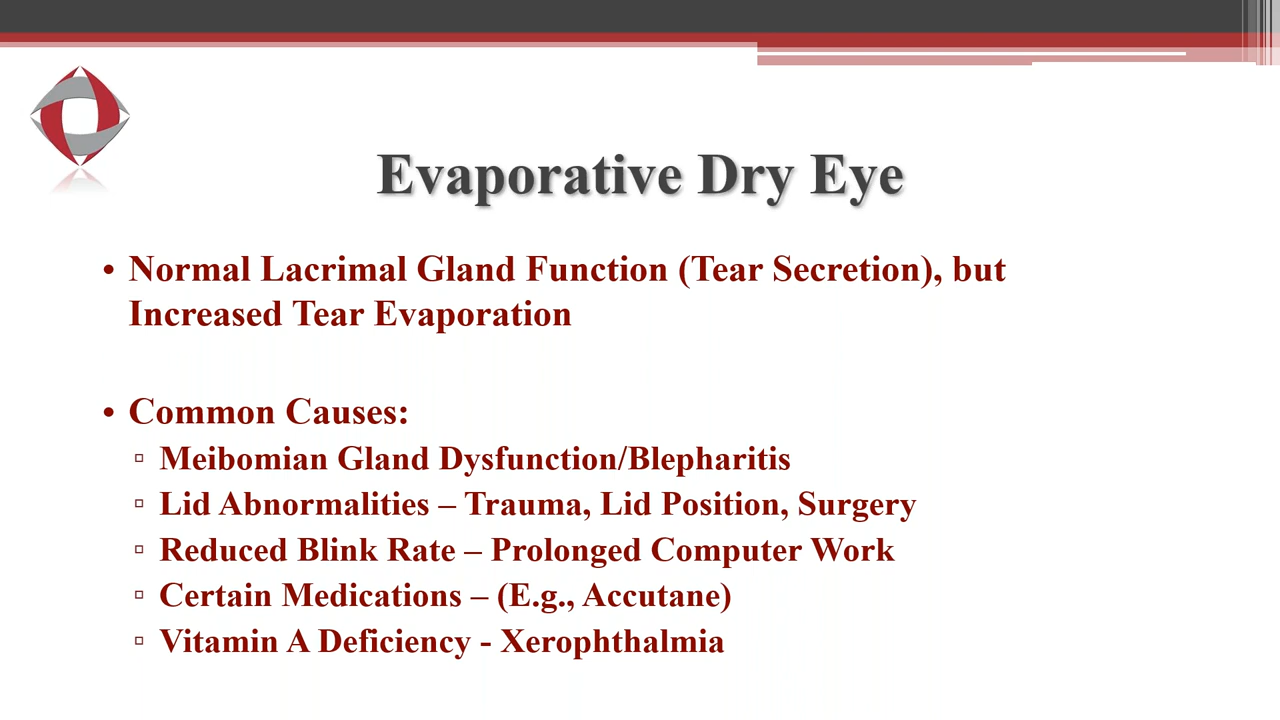 Evaporative Dry Eye
• Normal Lacrimal Gland Function (Tear Secretion), but
Increased Tear Evaporation
• Common Causes:
▫ Meibomian Gland Dysfunction/Blepharitis
▫ Lid Abnormalities – Trauma, Lid Position, Surgery
▫ Reduced Blink Rate – Prolonged Computer Work
▫ Certain Medications – (E.g., Accutane)
▫ Vitamin A Deficiency - Xerophthalmia